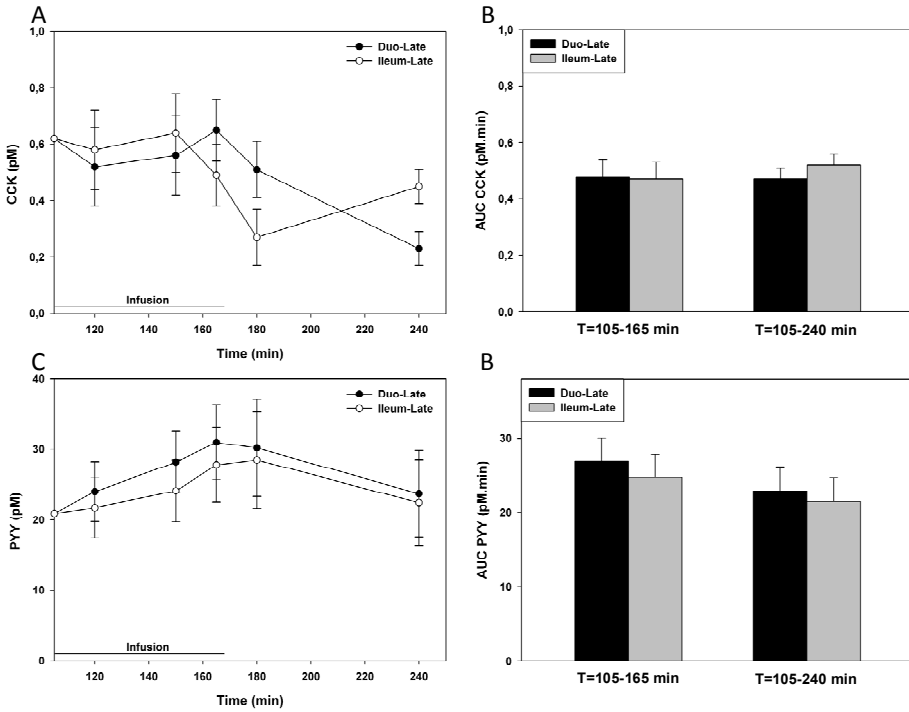 A
Duo-Late
Ileum-Late
CCK (pM)
1,0
0,8
0,6
0,4
0,2
0,0
Infusion
120 140 160 180 200 220 240
Time (min)
B
Duo-Late
Ileum-Late
AUC CCK (pM.min)
1,0
0,8
0,6
0,4
0,2
0,0
T=105-165 min T=105-240 min
C
Duo-Late
Ileum-Late
PYY (pM)
40
30
20
10
0
Infusion
120 140 160 180 200 220 240
Time (min)
B
Duo-Late
Ileum-Late
AUC PYY (pM.min)
30
20
10
0
T=105-165 min T=105-240 min